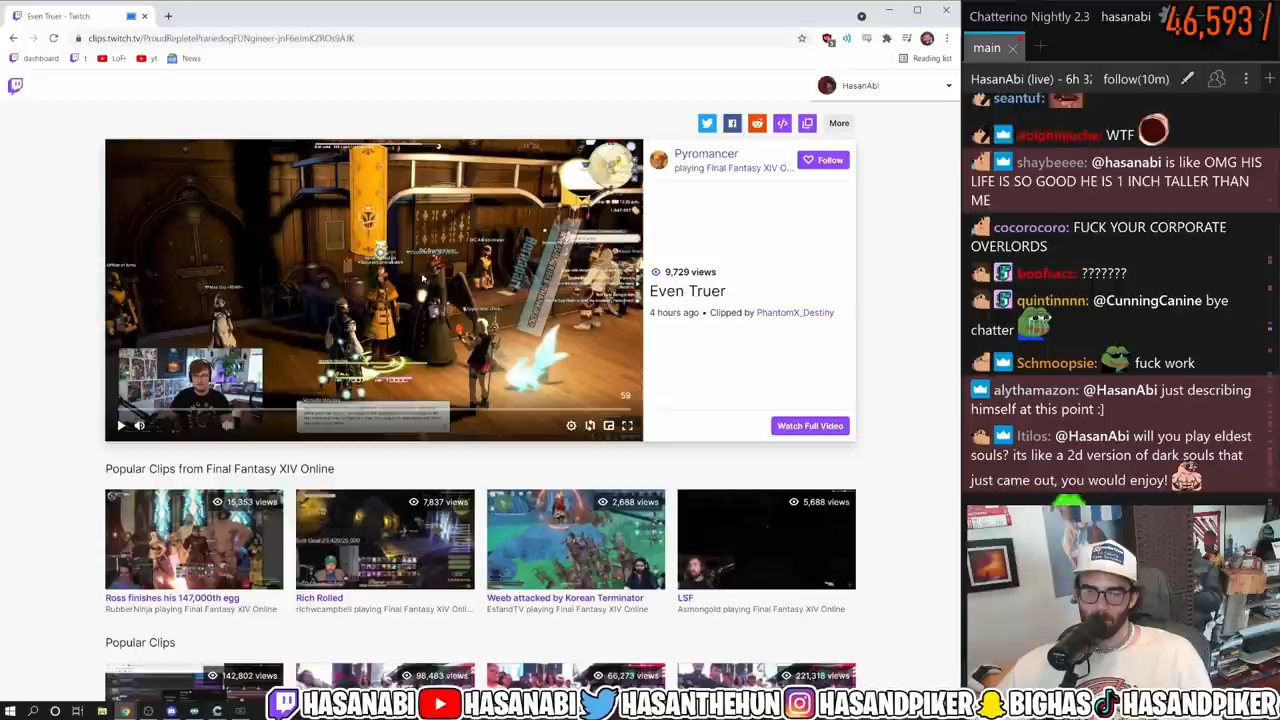 Even Truer - Twitch
clips.twitch.tv/ProudRepletePrairiedogFUNgineer-jnF6eJmKZROs9AJK
dashboard
t
LoFi
yt
News
Reading list
HasanAbi
More
Pyromancer
Follow
playing Final Fantasy XIV O...
9,729 views
Even Truer
4 hours ago • Clipped by PhantomX_Destiny
59
Watch Full Video
Popular Clips from Final Fantasy XIV Online
15,353 views
7,837 views
2,688 views
5,688 views
Ross finishes his 147,000th egg
Rich Rolled
Weeb attacked by Korean Terminator
LSF
RubberNinja playing Final Fantasy XIV Online
richwcampbell playing Final Fantasy XIV Onli...
EsfandTV playing Final Fantasy XIV Online
Asmongold playing Final Fantasy XIV Online
Popular Clips
142,802 views
98,483 views
66,273 views
221,318 views
Chatterino Nightly 2.3
hasanabi
46,593 /
main
HasanAbi (live) - 6h 3
follow(10m)
seantuf:
WTF
shaybeeee: @hasanabi is like OMG HIS
LIFE IS SO GOOD HE IS 1 INCH TALLER THAN
ME
cocorocoro: FUCK YOUR CORPORATE
OVERLORDS
???????
quintinnnn: @CunningCanine bye
chatter
Schmoopsie: fuck work
alythamazon: @HasanAbi just describing
himself at this point :]
ltilos: @HasanAbi will you play eldest
souls? its like a 2d version of dark souls that
just came out, you would enjoy!
HASANABI HASANABI HASANTHEHUN HASANDPIKER BIGHAS HASANDPIKER